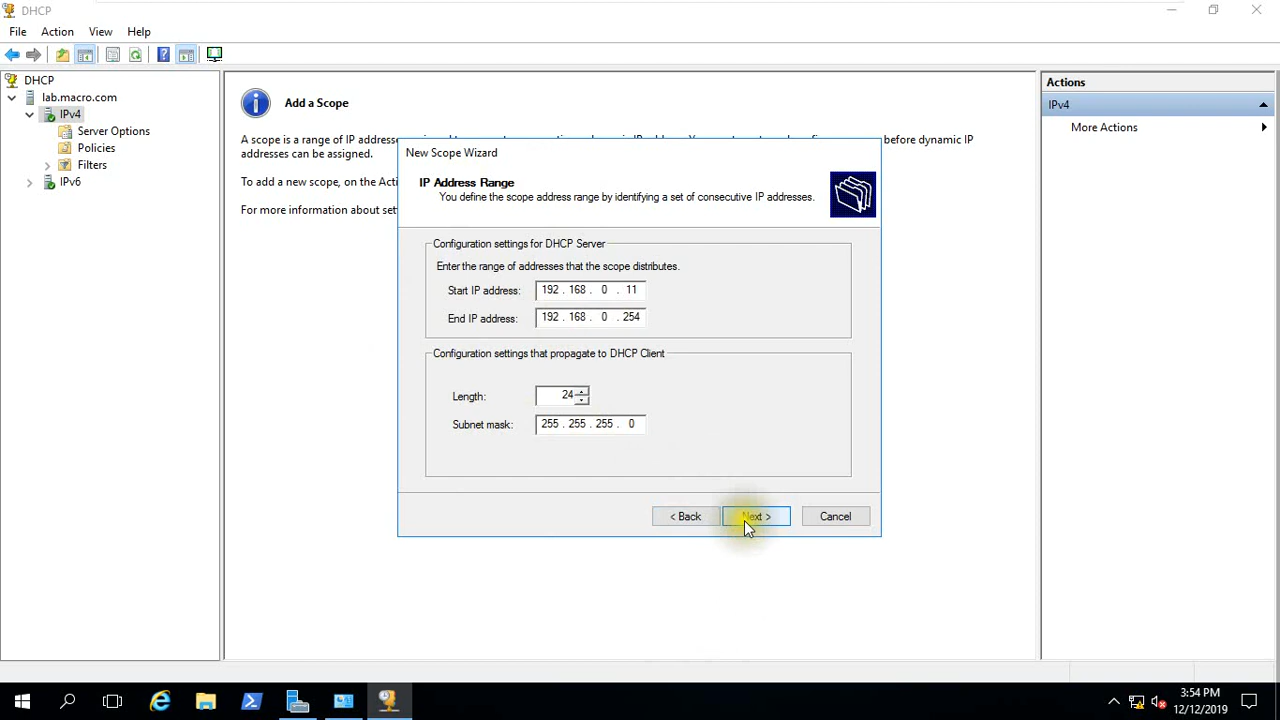 DHCP
File Action View Help
DHCP
lab.macro.com
IPv4
Server Options
Policies
Filters
IPv6
Add a Scope
A scope is a range of IP addresse
before dynamic IP
addresses can be assigned.
To add a new scope, on the Acti
For more information about set
New Scope Wizard
IP Address Range
You define the scope address range by identifying a set of consecutive IP addresses.
Configuration settings for DHCP Server
Enter the range of addresses that the scope distributes.
Start IP address: 192 . 168 . 0 . 11
End IP address: 192 . 168 . 0 . 254
Configuration settings that propagate to DHCP Client
Length: 24
Subnet mask: 255 . 255 . 255 . 0
< Back Next > Cancel
Actions
IPv4
More Actions
3:54 PM
12/12/2019